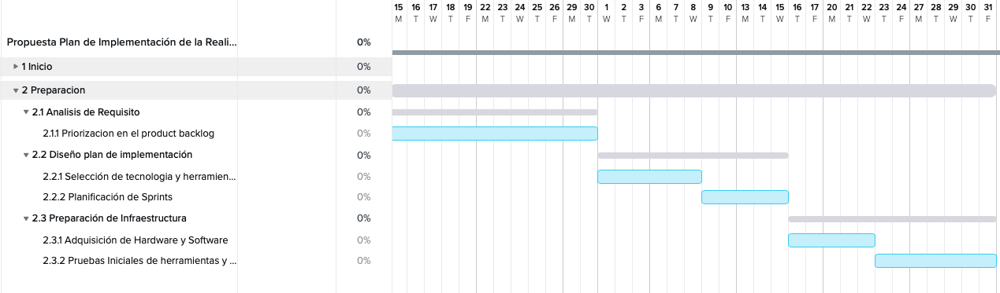 15 16 17 18 19 22 23 24 25 26 29 30 1 2 3 6 7 8 9 10 13 14 15 16 17 20 21 22 23 24 27 28 29 30 31
M T W T F M T W T F M T W T F M T W T F M T W T F M T W T F M T W T F
Propuesta Plan de Implementación de la Reali... 0%
1 Inicio 0%
2 Preparacion 0%
2.1 Analisis de Requisito 0%
2.1.1 Priorizacion en el product backlog 0%
2.2 Diseño plan de implementación 0%
2.2.1 Selección de tecnologia y herramien... 0%
2.2.2 Planificación de Sprints 0%
2.3 Preparación de Infraestructura 0%
2.3.1 Adquisición de Hardware y Software 0%
2.3.2 Pruebas Iniciales de herramientas y ... 0%